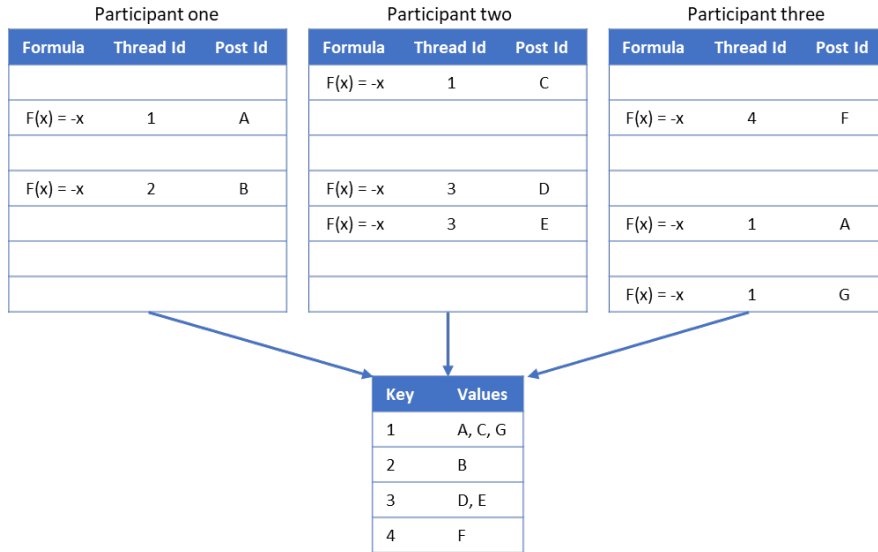 Participant one
Participant two
Participant three
Formula Thread Id Post Id
Formula Thread Id Post Id
Formula Thread Id Post Id
F(x) = -x 1 C
F(x) = -x 1 A
F(x) = -x 4 F
F(x) = -x 2 B
F(x) = -x 3 D
F(x) = -x 3 E
F(x) = -x 1 A
F(x) = -x 1 G
Key Values
1 A, C, G
2 B
3 D, E
4 F